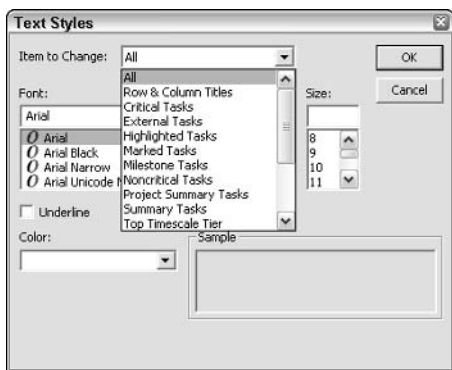 Text Styles
Item to Change: All
OK
Cancel
All
Row & Column Titles
Critical Tasks
External Tasks
Highlighted Tasks
Marked Tasks
Milestone Tasks
Noncritical Tasks
Project Summary Tasks
Summary Tasks
Top Timescale Tier
Font:
Arial
O Arial
O Arial Black
O Arial Narrow
O Arial Unicode
Size:
8
9
10
11
Underline
Color:
Sample